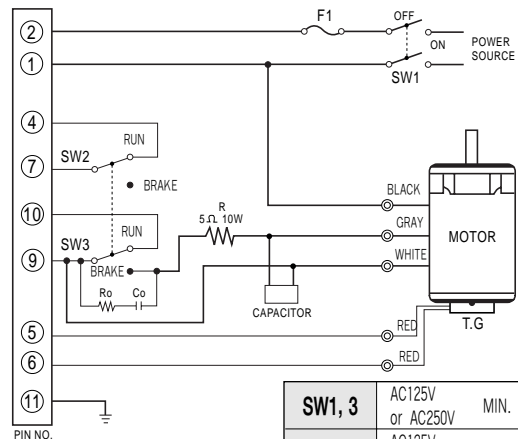 F1
OFF
②
ON
POWER
SOURCE
①
SW1
④
RUN
SW2
⑦
BRAKE
BLACK
⑩
R
5Ω 10W
GRAY
MOTOR
RUN
SW3
WHITE
⑨
BRAKE
Ro
Co
CAPACITOR
RED
T.G
⑤
RED
⑥
⑪
PIN NO.
SW1, 3
AC125V
or AC250V
MIN.